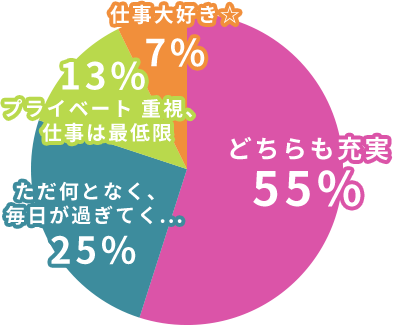 仕事大好き☆
7%
13%
プライベート 重視、
仕事は最低限
どちらも充実
55%
ただ何となく、
毎日が過ぎてく...
25%